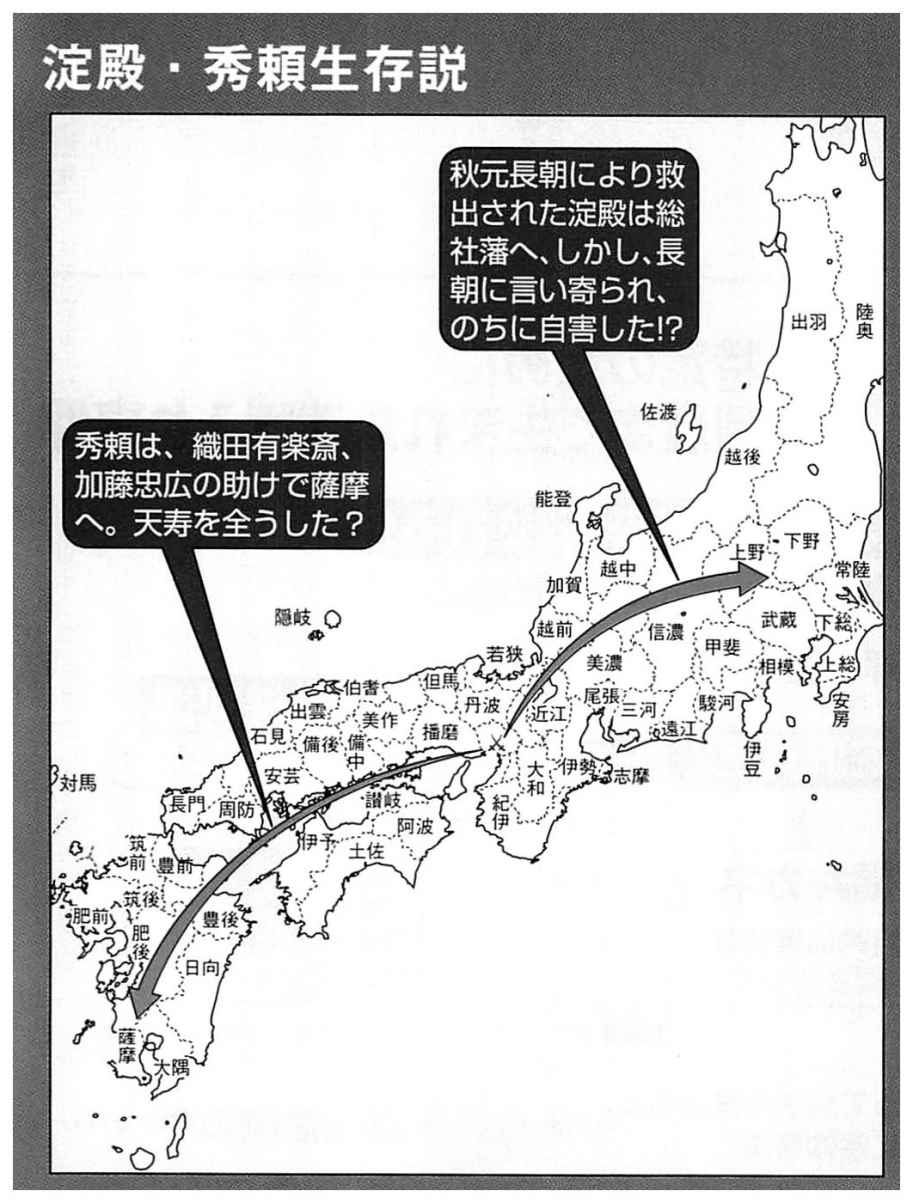 淀殿・秀頼生存説
秋元長朝により救
出された淀殿は総
社藩へ、しかし、長
朝に言い寄られ、
のちに自害した!?
秀頼は、織田有楽斎、
加藤忠広の助けで薩摩
へ。天寿を全うした？
陸奥
出羽
佐渡
越後
能登
上野
下野
常陸
越中
加賀
越前
信濃
武蔵
下総
甲斐
相模
上総
安房
美濃
若狭
隠岐
伯耆
但馬
丹波
近江
尾張
三河
遠江
駿河
伊豆
出雲
美作
播磨
石見
備後
備中
安芸
大和
伊勢
志摩
紀伊
対馬
長門
周防
讃岐
阿波
伊予
土佐
筑前
豊前
筑後
肥前
肥後
豊後
日向
薩摩
大隅